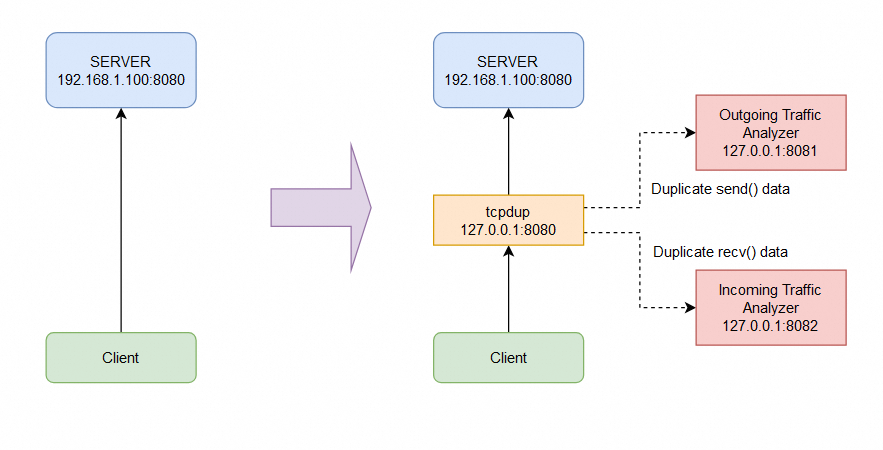 SERVER
192.168.1.100:8080
Client
SERVER
192.168.1.100:8080
tcpdup
127.0.0.1:8080
Client
Outgoing Traffic
Analyzer
127.0.0.1:8081
Duplicate send() data
Duplicate recv() data
Incoming Traffic
Analyzer
127.0.0.1:8082